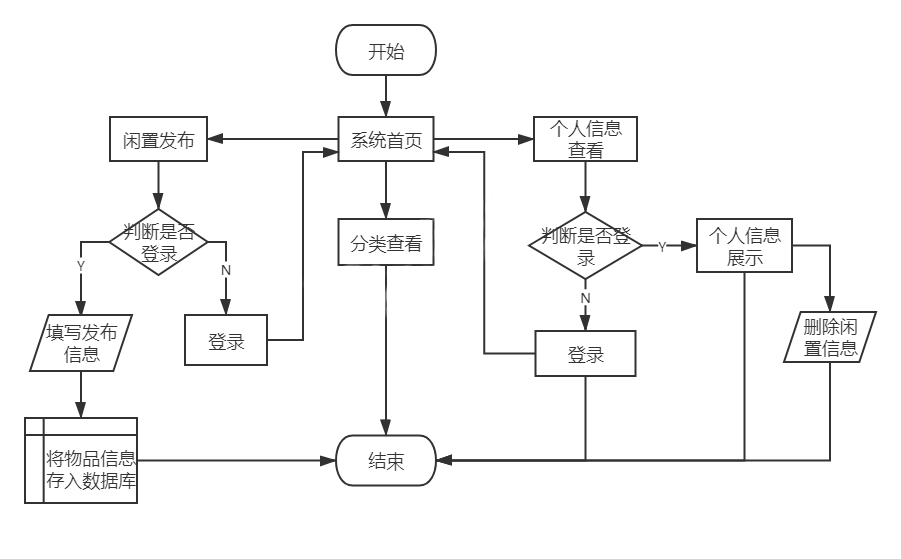 开始
闲置发布
系统首页
个人信息
查看
判断是否
登录
分类查看
判断是否登
录
Y
个人信息
展示
Y
N
N
填写发布
信息
登录
登录
删除闲
置信息
将物品信息
存入数据库
结束